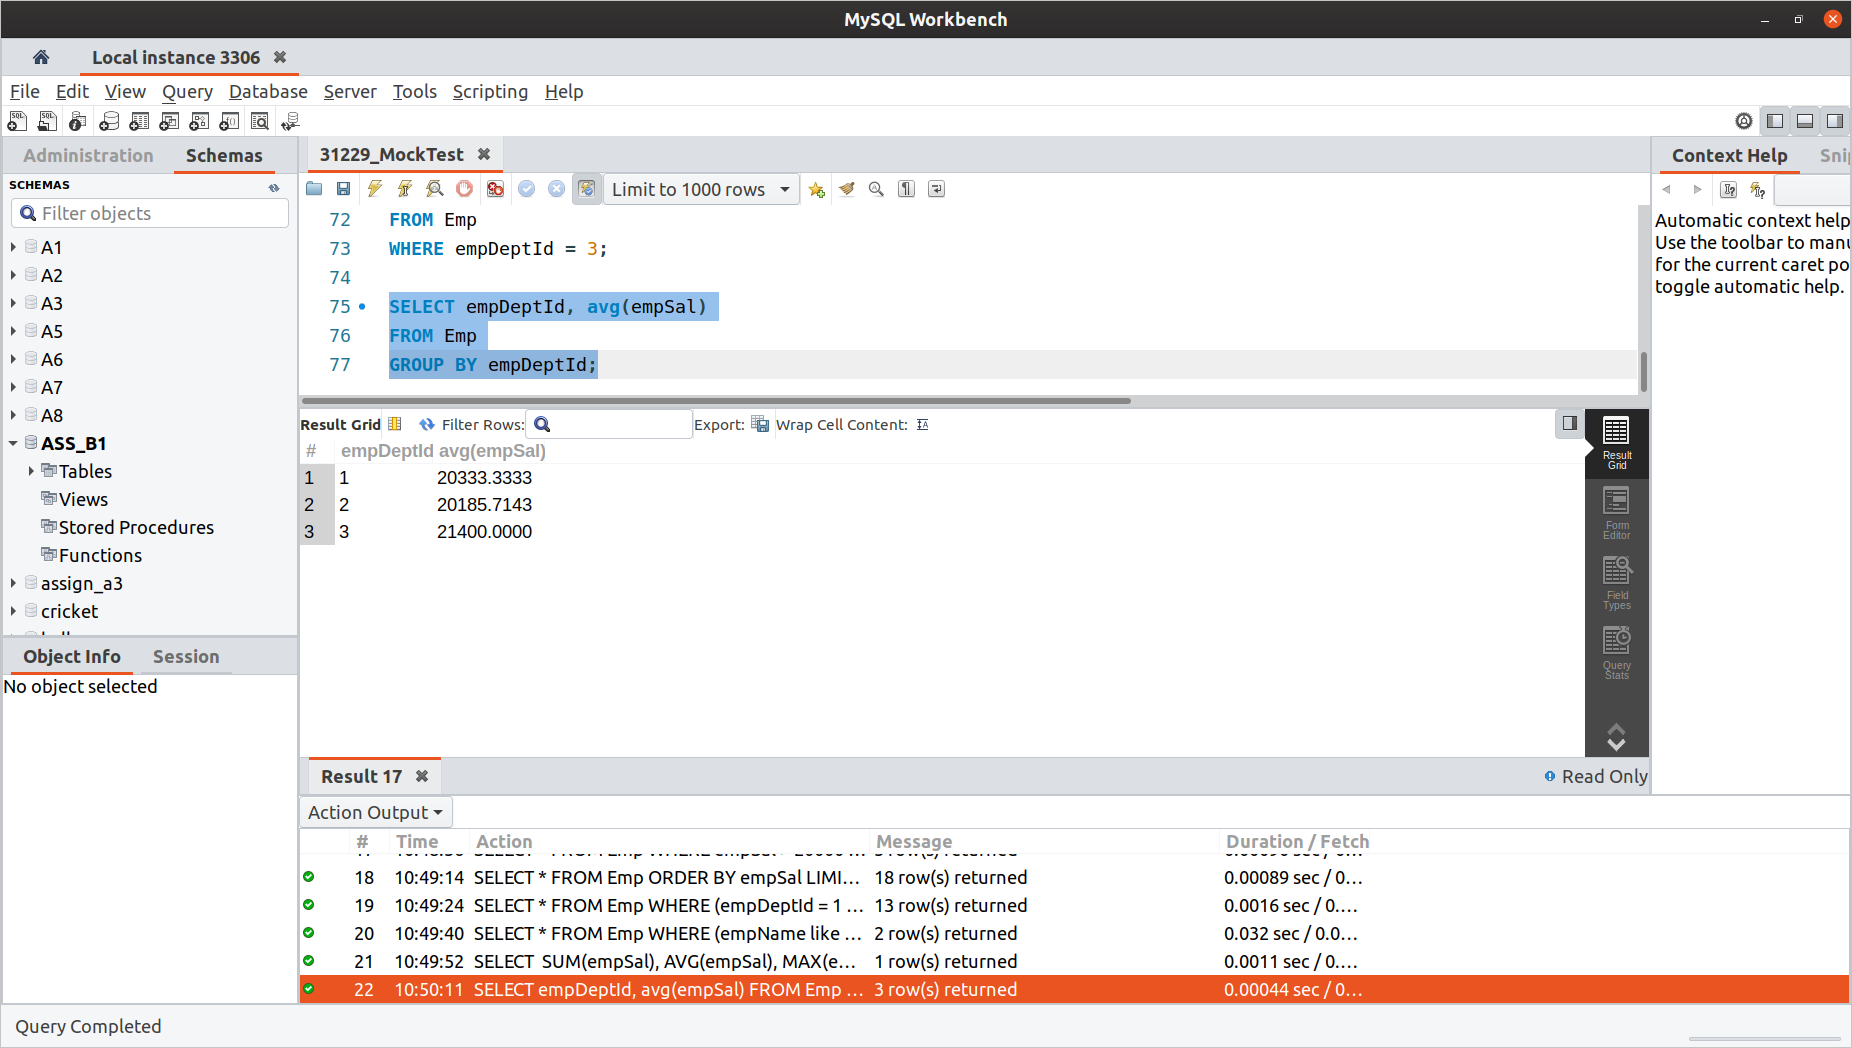 MySQL Workbench
Local instance 3306
File Edit View Query Database Server Tools Scripting Help
Administration Schemas
SCHEMAS
Filter objects
A1
A2
A3
A5
A6
A7
A8
ASS_B1
Tables
Views
Stored Procedures
Functions
assign_a3
cricket
Object Info Session
No object selected
31229_MockTest
Limit to 1000 rows
72 FROM Emp
73 WHERE empDeptId = 3;
74
75 SELECT empDeptId, avg(empSal)
76 FROM Emp
77 GROUP BY empDeptId;
Result Grid Filter Rows: Export: Wrap Cell Content:
# empDeptId avg(empSal)
1 1 20333.3333
2 2 20185.7143
3 3 21400.0000
Result
Grid
Form
Editor
Field
Types
Query
Stats
Result 17
Read Only
Context Help
Automatic context help
Use the toolbar to manu
for the current caret po
toggle automatic help.
Action Output
# Time Action Message Duration / Fetch
18 10:49:14 SELECT * FROM Emp ORDER BY empSal LIMI... 18 row(s) returned 0.00089 sec / 0...
19 10:49:24 SELECT * FROM Emp WHERE (empDeptId = 1 ... 13 row(s) returned 0.0016 sec / 0....
20 10:49:40 SELECT * FROM Emp WHERE (empName like ... 2 row(s) returned 0.032 sec / 0.0...
21 10:49:52 SELECT SUM(empSal), AVG(empSal), MAX(e... 1 row(s) returned 0.0011 sec / 0....
22 10:50:11 SELECT empDeptId, avg(empSal) FROM Emp ... 3 row(s) returned 0.00044 sec / 0...
Query Completed